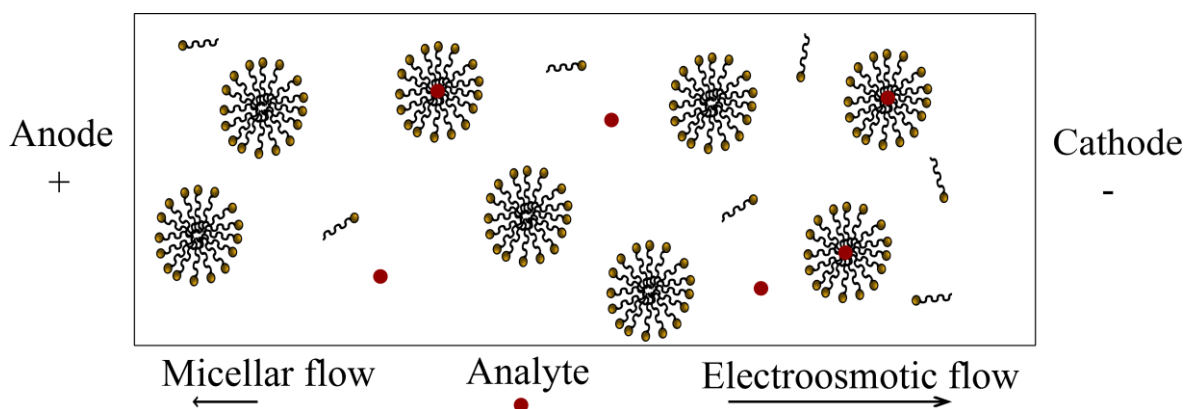 Anode
+
Cathode
-
Micellar flow
Analyte
Electroosmotic flow